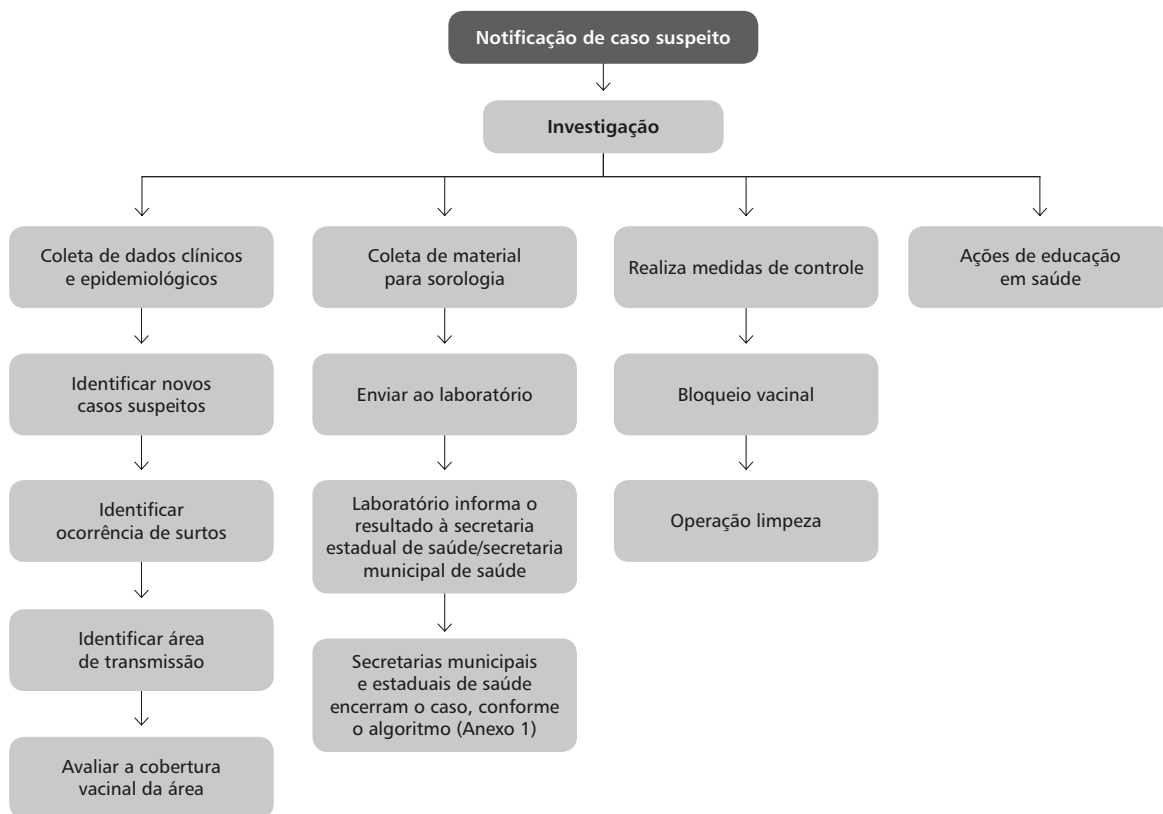 Notificação de caso suspeito
Investigação
Coleta de dados clínicos
e epidemiológicos
Coleta de material
para sorologia
Realiza medidas de controle
Ações de educação
em saúde
Identificar novos
casos suspeitos
Enviar ao laboratório
Bloqueio vacinal
Identificar
ocorrência de surtos
Laboratório informa o
resultado à secretaria
estadual de saúde/secretaria
municipal de saúde
Operação limpeza
Identificar área
de transmissão
Secretarias municipais
e estaduais de saúde
encerram o caso, conforme
o algoritmo (Anexo 1)
Avaliar a cobertura
vacinal da área